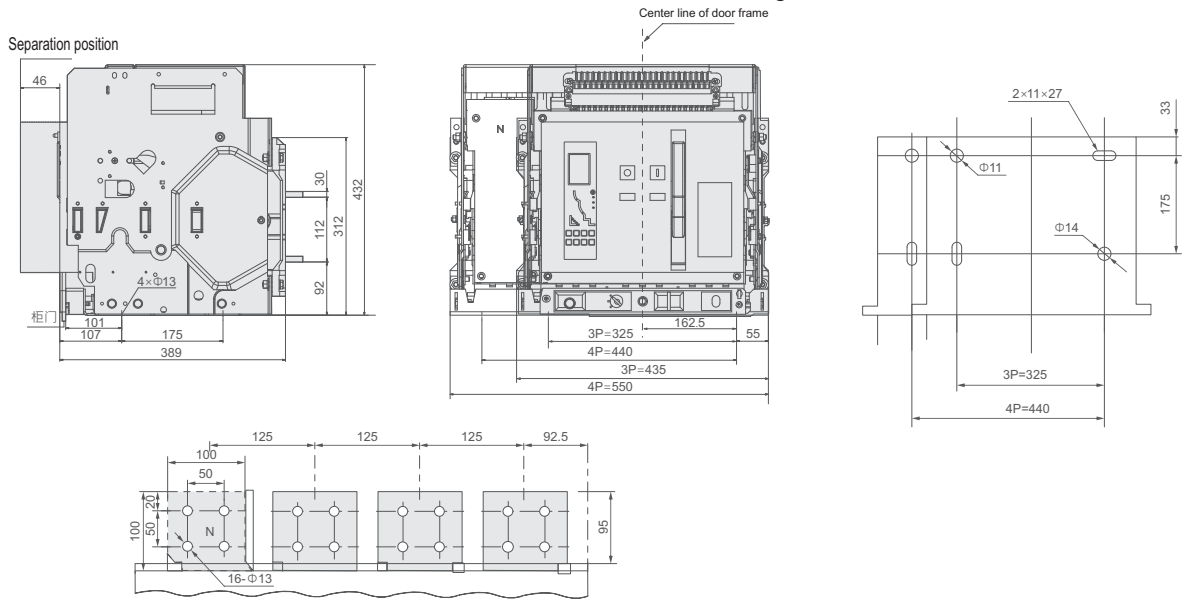 Center line of door frame
Separation position
46
30
432
112
312
92
4×Φ13
柜门
101
107
175
389
N
162.5
3P=325
55
4P=440
3P=435
4P=550
2×11×27
33
Φ11
175
Φ14
3P=325
4P=440
125
125
125
92.5
100
50
20
100
50
N
95
16-Φ13